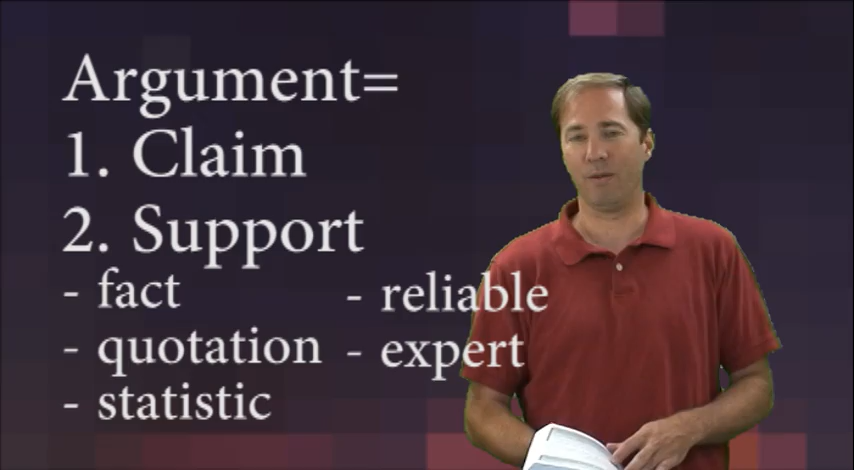 Argument=
1. Claim
2. Support
- fact
- quotation
- statistic
- reliable
- expert